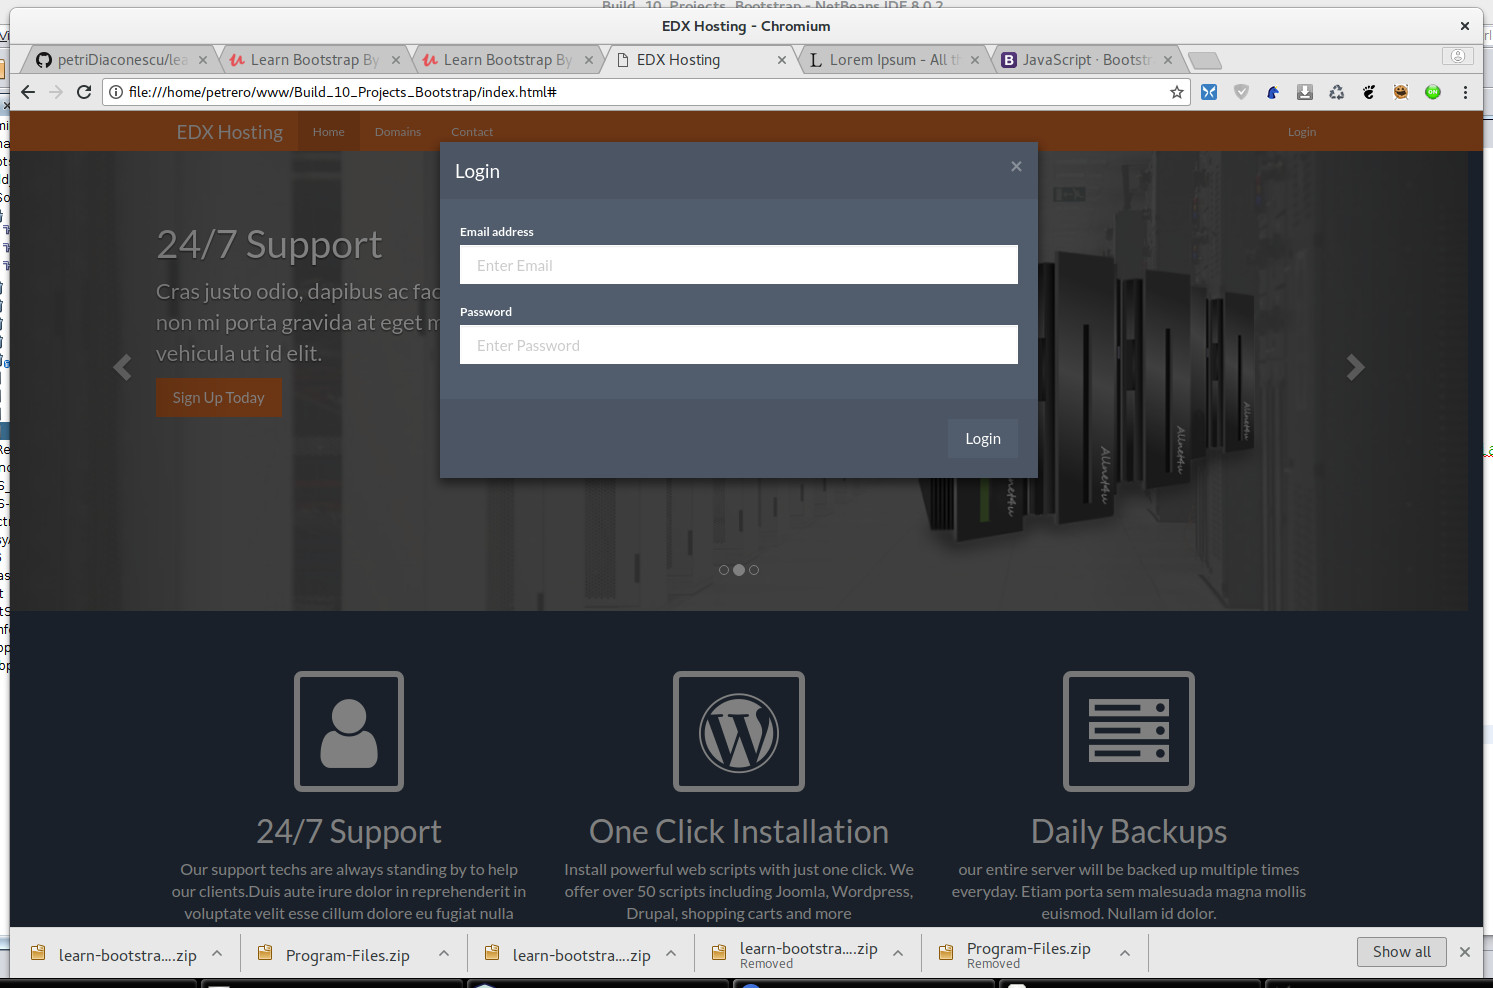 Build_10_Projects_Bootstrap - NetBeans IDE 8.0.2
EDX Hosting - Chromium
petriDiaconescu/lea
Learn Bootstrap By
Learn Bootstrap By
EDX Hosting
Lorem Ipsum - All th
JavaScript · Bootstr
file:///home/petrero/www/Build_10_Projects_Bootstrap/index.html#
ON
EDX Hosting
Home
Domains
Contact
Login
Login
×
24/7 Support
Cras justo odio, dapibus ac fac
non mi porta gravida at eget m
vehicula ut id elit.
Sign Up Today
Email address
Enter Email
Password
Enter Password
Login
Allnet4u
Allnet4u
Allnet4u
Allnet4u
24/7 Support
Our support techs are always standing by to help
our clients.Duis aute irure dolor in reprehenderit in
voluptate velit esse cillum dolore eu fugiat nulla
One Click Installation
Install powerful web scripts with just one click. We
offer over 50 scripts including Joomla, Wordpress,
Drupal, shopping carts and more
Daily Backups
our entire server will be backed up multiple times
everyday. Etiam porta sem malesuada magna mollis
euismod. Nullam id dolor.
learn-bootstra....zip
Program-Files.zip
learn-bootstra....zip
learn-bootstra....zip
Removed
Program-Files.zip
Removed
Show all